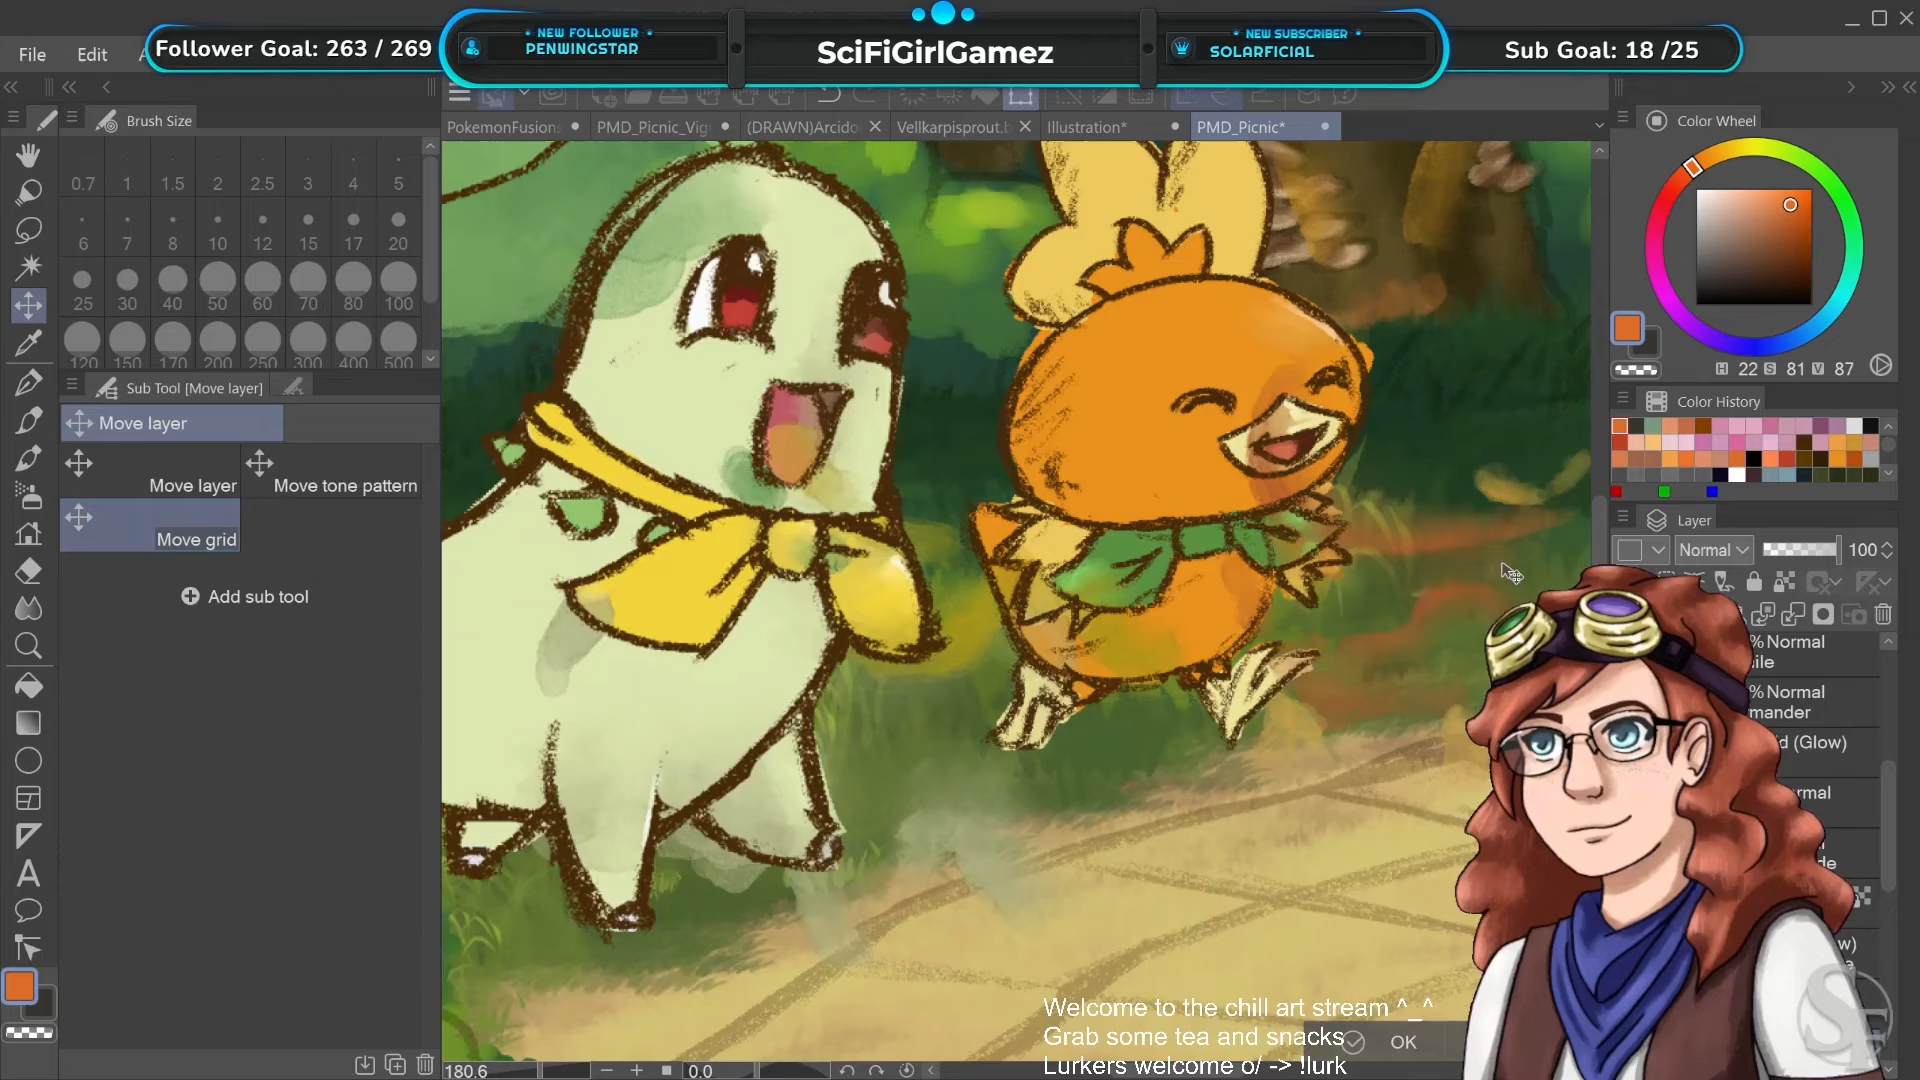 Follower Goal: 263 / 269
NEW FOLLOWER
PENWINGSTAR
SciFiGirlGamez
NEW SUBSCRIBER
SOLARFICIAL
Sub Goal: 18 /25
File Edit
Brush Size
PokemonFusions PMD_Picnic_Vig (DRAWN)Arcido Vellkarpisprout.b Illustration* PMD_Picnic*
Color Wheel
0.7 1 1.5 2 2.5 3 4 5
6 7 8 10 12 15 17 20
25 30 40 50 60 70 80 100
120 150 170 200 250 300 400 500
H 22 S 81 V 87
Sub Tool [Move layer]
Move layer
Move layer Move tone pattern
Move grid
Add sub tool
Color History
Layer
Normal 100
% Normal
ile
% Normal
mander
d (Glow)
rmal
de
w)
Welcome to the chill art stream ^_^
Grab some tea and snacks
Lurkers welcome o/ -> !lurk
OK
180.6 0.0
SF